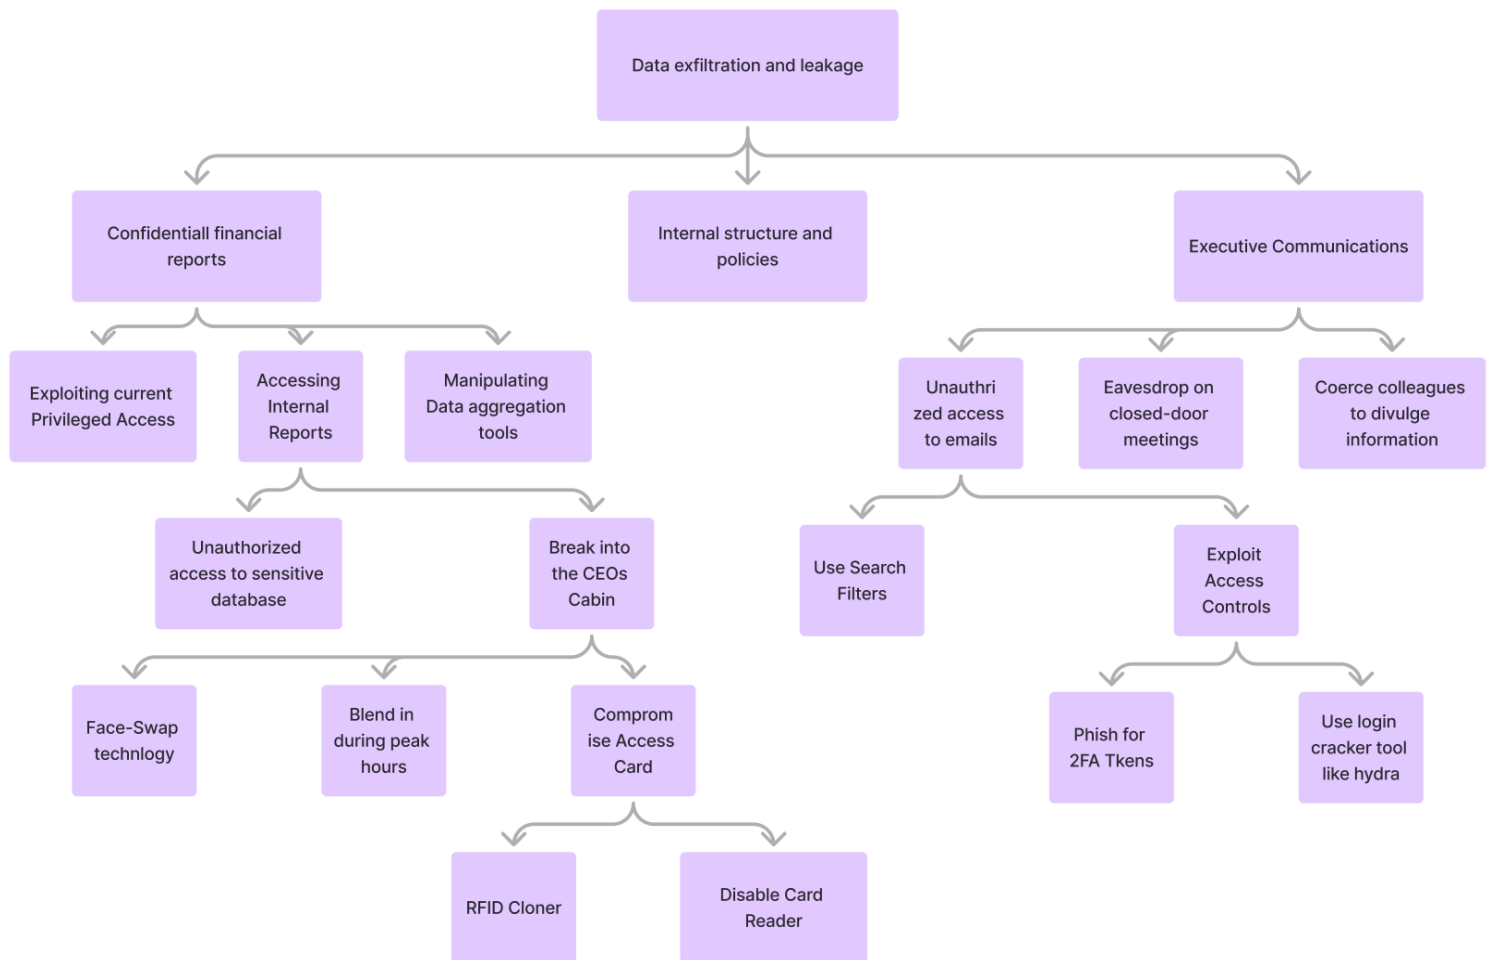 Data exfiltration and leakage
Confidentiall financial
reports
Internal structure and
policies
Executive Communications
Exploiting current
Privileged Access
Accessing
Internal
Reports
Manipulating
Data aggregation
tools
Unauthri
zed access
to emails
Eavesdrop on
closed-door
meetings
Coerce colleagues
to divulge
information
Unauthorized
access to sensitive
database
Break into
the CEOs
Cabin
Use Search
Filters
Exploit
Access
Controls
Face-Swap
technlogy
Blend in
during peak
hours
Comprom
ise Access
Card
Phish for
2FA Tkens
Use login
cracker tool
like hydra
RFID Cloner
Disable Card
Reader